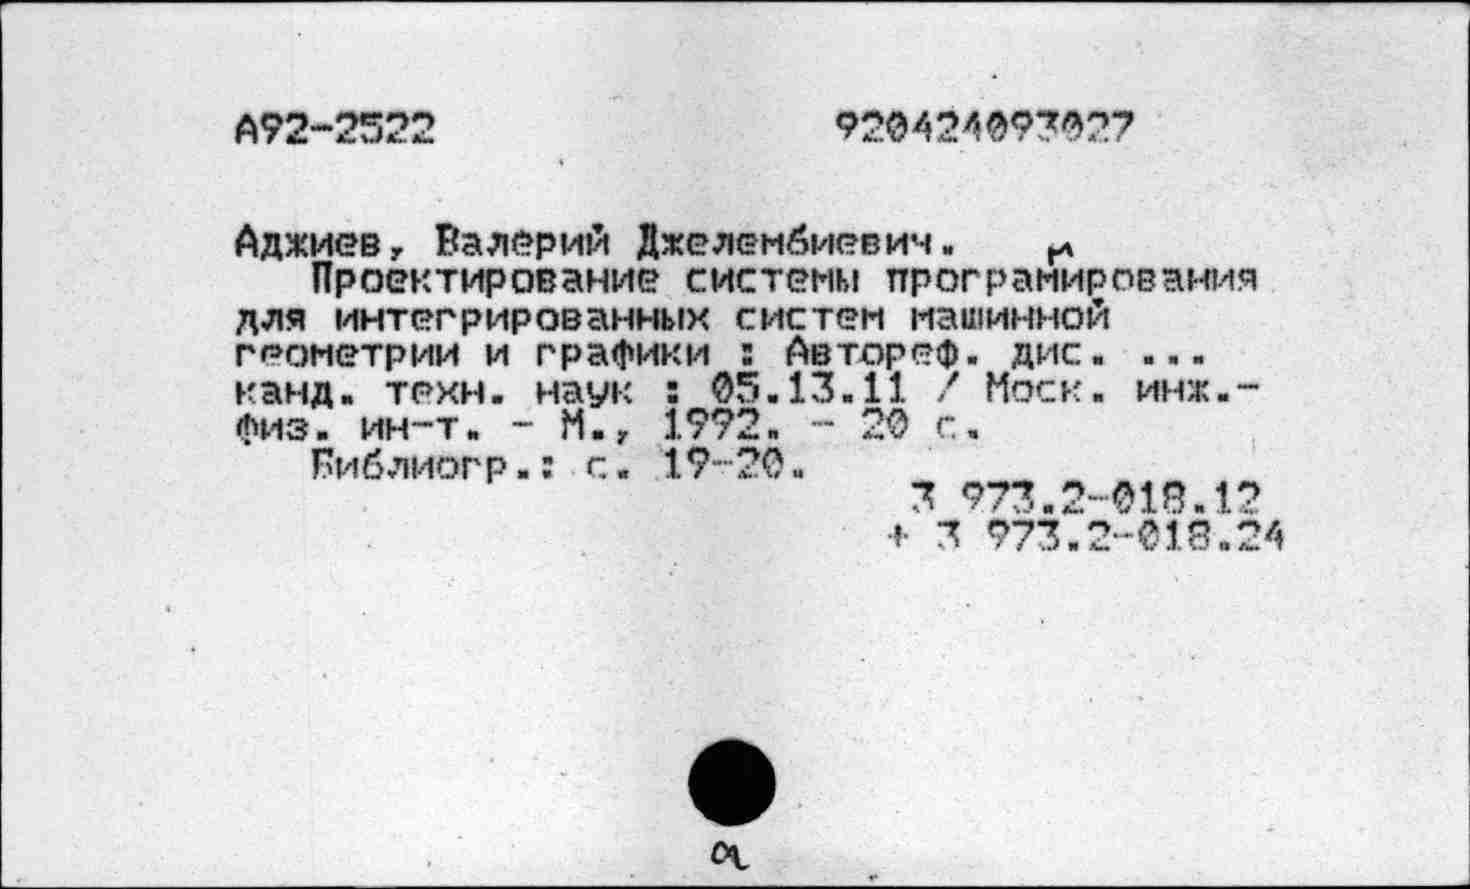 А92-2522 920424093027
Аджиев, Валерий Джелембиевич.
Проектирование системы програмирования
для интегрированных систем машинной
геометрии и графики : Автореф. дис. ...
канд. техн. наук : 05.13.11 / Моск. инж.-
физ. ин-т. - М., 1992. - 20 с.
Библиогр.: с. 19-20.
З 973.2-018.12
+ З 973.2-018.24